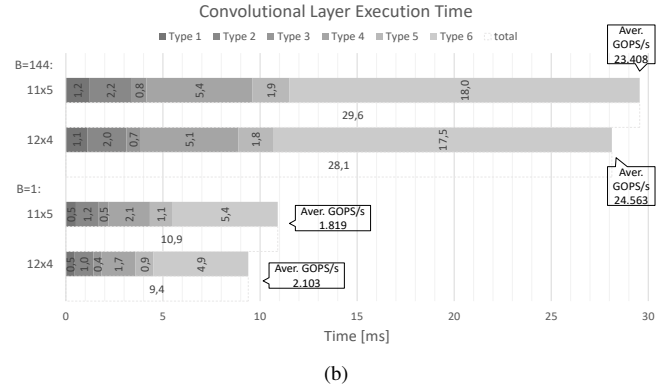 Convolutional Layer Execution Time
Type 1 Type 2 Type 3 Type 4 Type 5 Type 6 total
Aver.
GOPS/s
23.408
B=144:
11x5
1,2 2,2 0,8 5,4 1,9 18,0
29,6
12x4
1,1 2,0 0,7 5,1 1,8 17,5
28,1
Aver.
GOPS/s
24.563
B=1:
11x5
0,5 1,2 0,5 2,1 1,1 5,4
Aver. GOPS/s
1.819
10,9
12x4
0,5 1,0 0,4 1,7 0,9 4,9
Aver. GOPS/s
2.103
9,4
0 5 10 15 20 25 30
Time [ms]
(b)